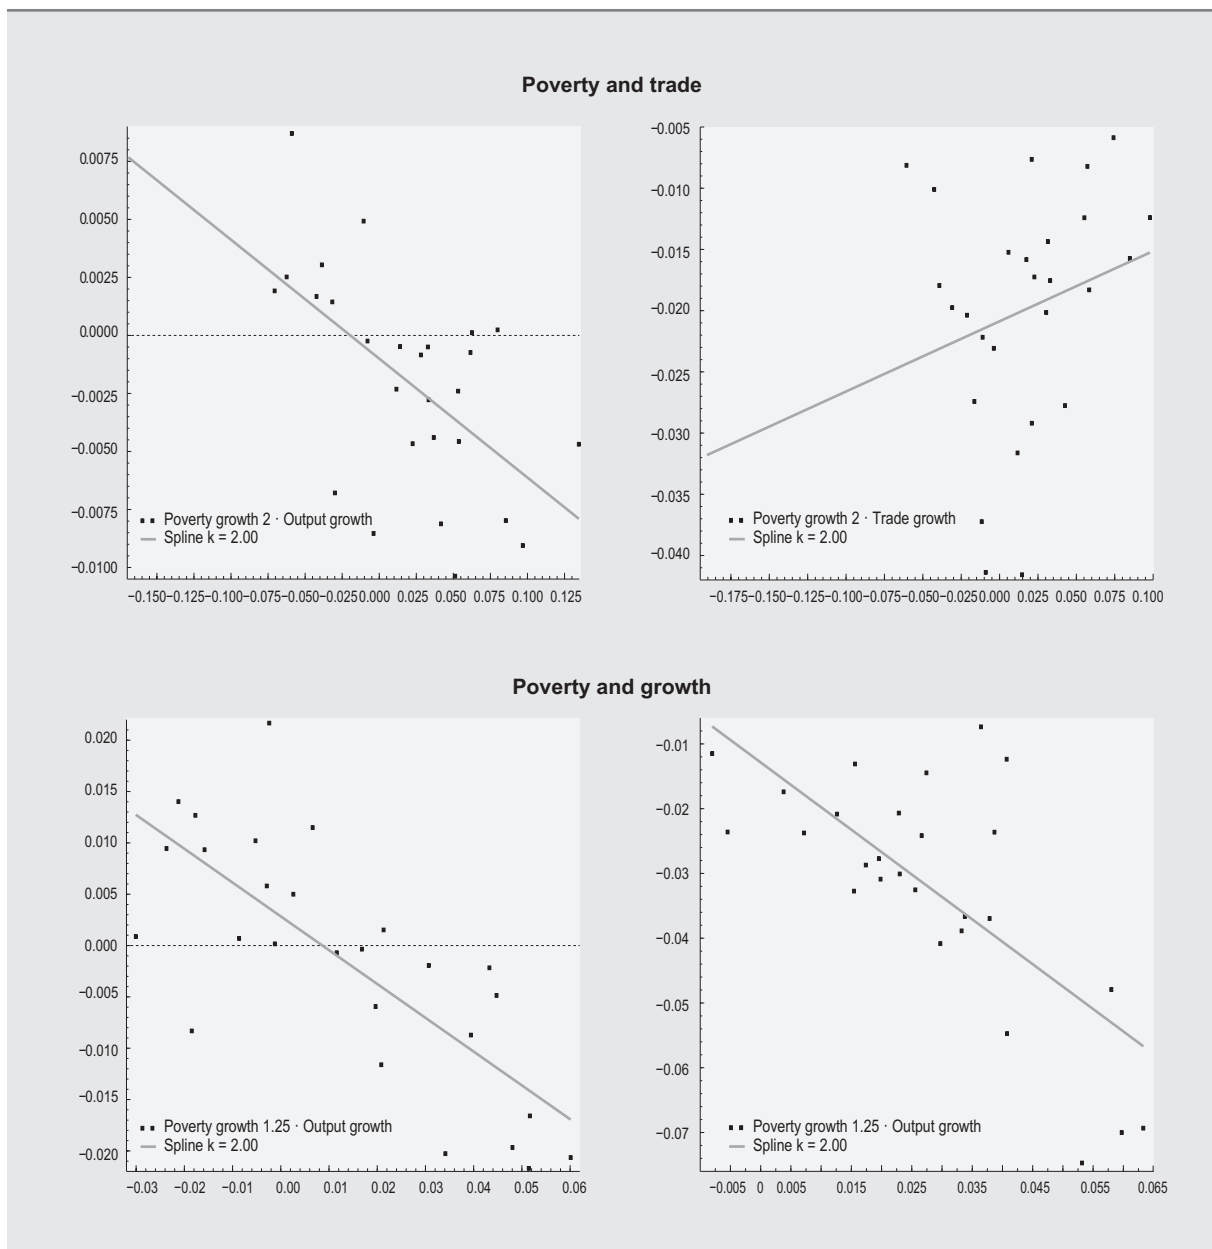 Poverty and trade
0.0075
0.0050
0.0025
0.0000
−0.0025
−0.0050
−0.0075
−0.0100
Poverty growth 2 · Output growth
Spline k = 2.00
−0.150−0.125−0.100−0.075−0.050−0.025 0.000 0.025 0.050 0.075 0.100 0.125
−0.005
−0.010
−0.015
−0.020
−0.025
−0.030
−0.035
−0.040
Poverty growth 2 · Trade growth
Spline k = 2.00
−0.175−0.150−0.125−0.100−0.075−0.050−0.025 0.000 0.025 0.050 0.075 0.100
Poverty and growth
0.020
0.015
0.010
0.005
0.000
−0.005
−0.010
−0.015
−0.020
Poverty growth 1.25 · Output growth
Spline k = 2.00
−0.03 −0.02 −0.01 0.00 0.02 0.03 0.04 0.05 0.06
−0.01
−0.02
−0.03
−0.04
−0.05
−0.06
−0.07
Poverty growth 1.25 · Output growth
Spline k = 2.00
−0.005 0 0.005 0.015 0.025 0.035 0.045 0.055 0.065